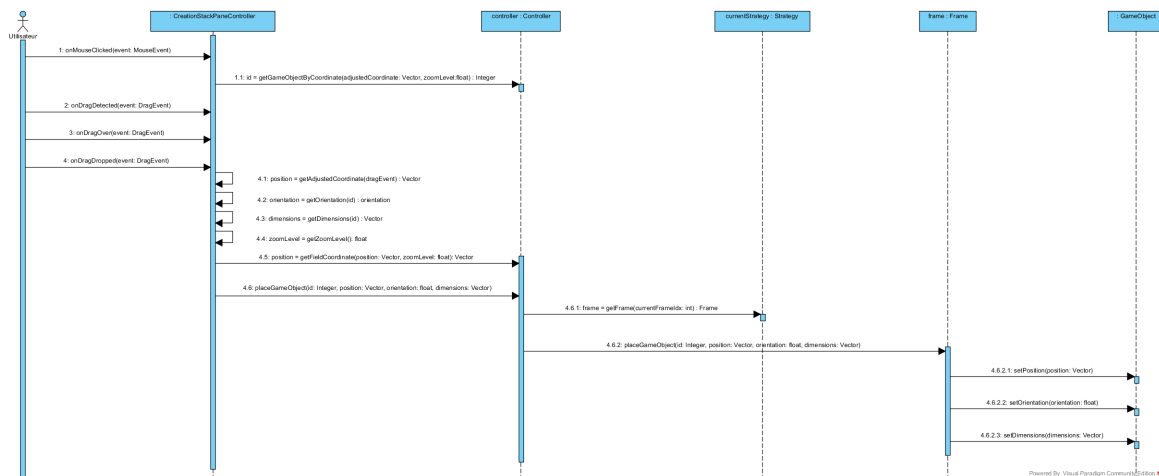 : CreationStackPaneController
controller : Controller
currentStrategy : Strategy
frame : Frame
: GameObject
Utilisateur
1: onMouseClicked(event: MouseEvent)
1.1: id = getGameObjectByCoordinate(adjustedCoordinate: Vector, zoomLevel:float) : Integer
2: onDragDetected(event: DragEvent)
3: onDragOver(event: DragEvent)
4: onDragDropped(event: DragEvent)
4.1: position = getAdjustedCoordinate(dragEvent) : Vector
4.2: orientation = getOrientation(id) : orientation
4.3: dimensions = getDimensions(id) : Vector
4.4: zoomLevel = getZoomLevel(): float
4.5: position = getFieldCoordinate(position: Vector, zoomLevel: float): Vector
4.6: placeGameObject(id: Integer, position: Vector, orientation: float, dimensions: Vector)
4.6.1: frame = getFrame(currentFrameIdx: int) : Frame
4.6.2: placeGameObject(id: Integer, position: Vector, orientation: float, dimensions: Vector)
4.6.2.1: setPosition(position: Vector)
4.6.2.2: setOrientation(orientation: float)
4.6.2.3: setDimensions(dimensions: Vector)
Powered By Visual Paradigm Community Edition